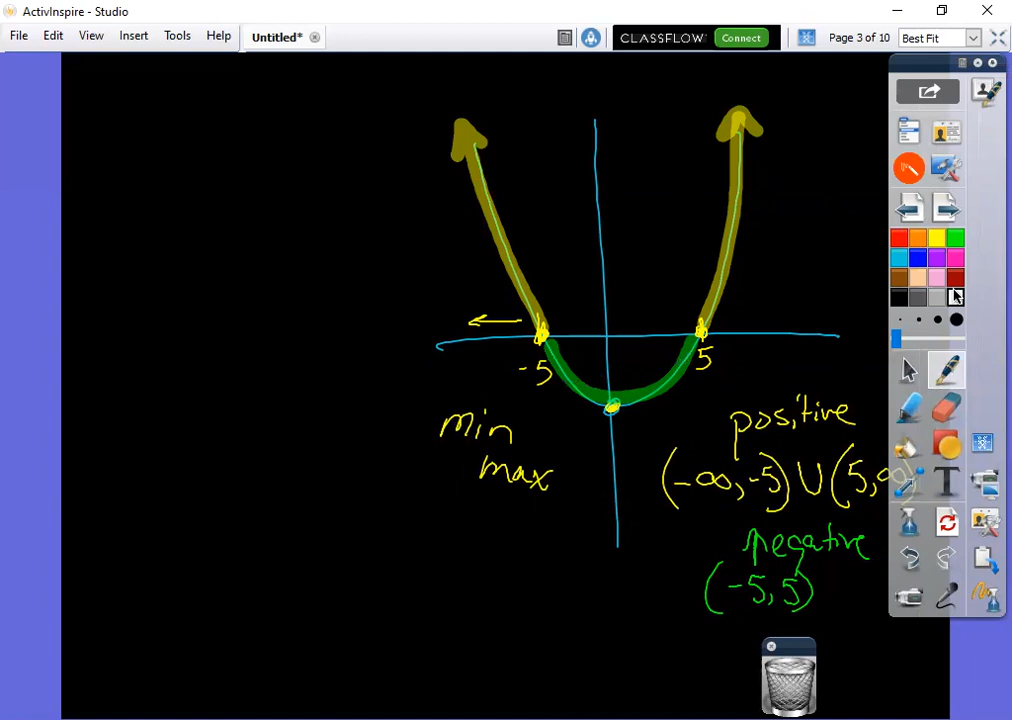 ActivInspire - Studio
File Edit View Insert Tools Help
Untitled*
CLASSFLOW Connect
Page 3 of 10
Best Fit
-5
5
min
max
positive
(-∞, -5) ∪ (5, ∞)
negative
(-5, 5)
T